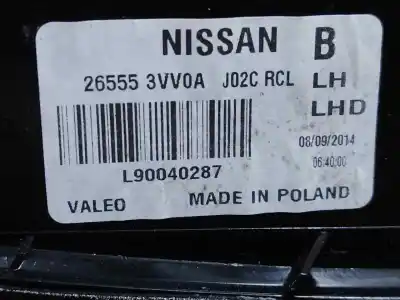 NISSAN B
26555 3VV0A J02C RCL LH
LHD
08/09/2014
06:40:06
L90040287
VALEO MADE IN POLAND